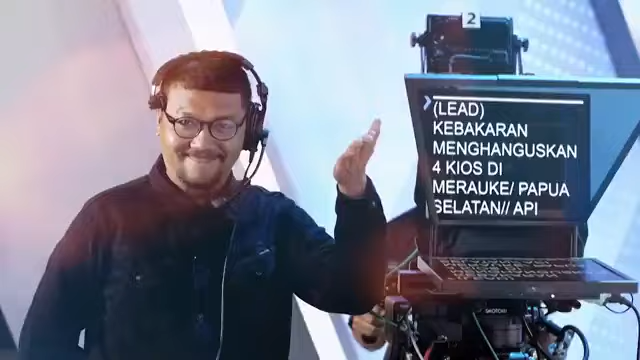 2
(LEAD)
KEBAKARAN
MENGHANGUSKAN
4 KIOS DI
MERAUKE/ PAPUA
SELATAN// API